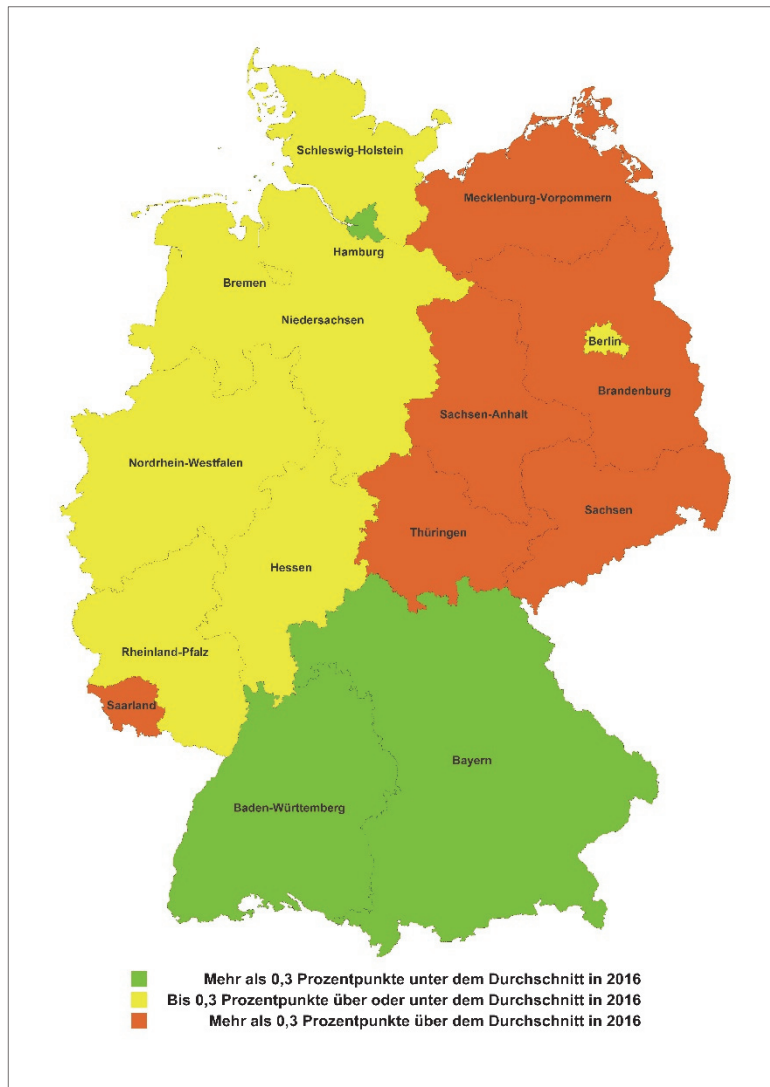 Schleswig-Holstein
Mecklenburg-Vorpommern
Hamburg
Bremen
Niedersachsen
Berlin
Brandenburg
Sachsen-Anhalt
Nordrhein-Westfalen
Sachsen
Thüringen
Hessen
Rheinland-Pfalz
Saarland
Bayern
Baden-Württemberg
Mehr als 0,3 Prozentpunkte unter dem Durchschnitt in 2016
Bis 0,3 Prozentpunkte über oder unter dem Durchschnitt in 2016
Mehr als 0,3 Prozentpunkte über dem Durchschnitt in 2016